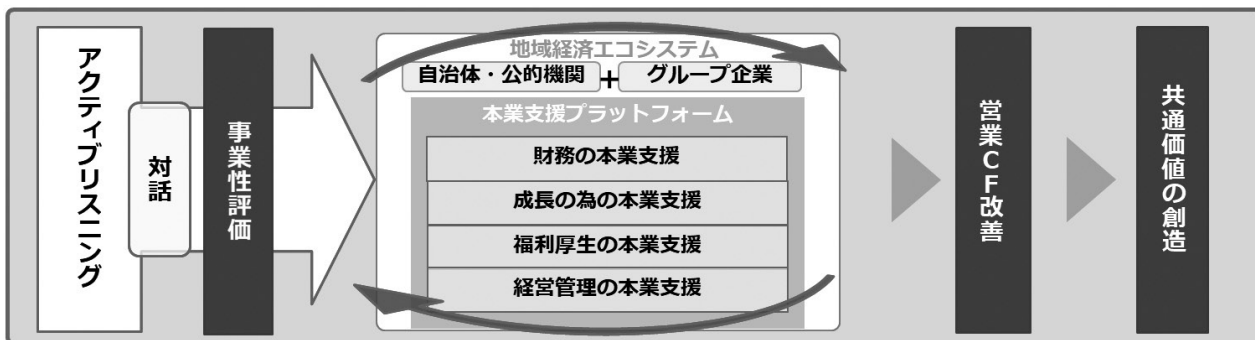 アクティブリスニング
対話
事業性評価
地域経済エコシステム
自治体・公的機関
+
グループ企業
本業支援プラットフォーム
財務の本業支援
成長の為の本業支援
福利厚生の本業支援
経営管理の本業支援
営業CF改善
共通価値の創造